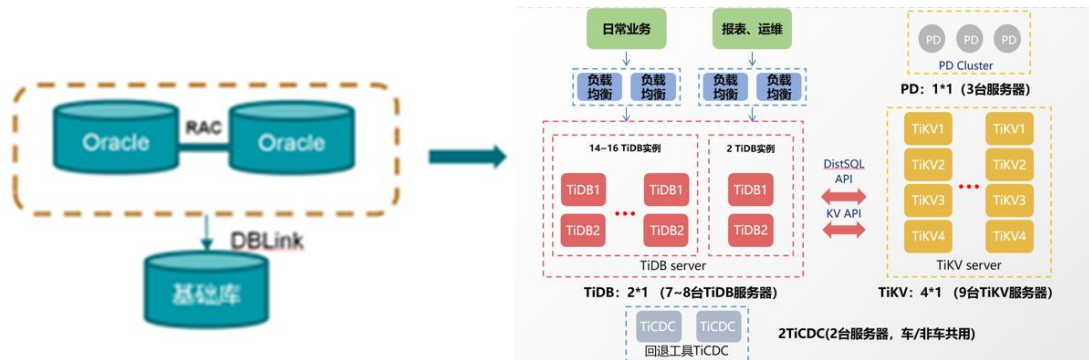 Oracle
RAC
Oracle
DBLink
基础库
日常业务
报表、运维
负载
均衡
负载
均衡
负载
均衡
负载
均衡
14~16 TiDB实例
TiDB1
TiDB1
•••
TiDB2
TiDB2
2 TiDB实例
TiDB1
TiDB2
TiDB server
TiDB：2*1（7~8台TiDB服务器）
TiCDC
TiCDC
回退工具TiCDC
2TiCDC(2台服务器，车/非车共用)
DistSQL
API
KV API
PD
PD
PD
PD Cluster
PD：1*1（3台服务器）
TiKV1
TiKV1
TiKV2
TiKV2
•••
TiKV3
TiKV3
TiKV4
TiKV4
TiKV server
TiKV：4*1（9台TiKV服务器）